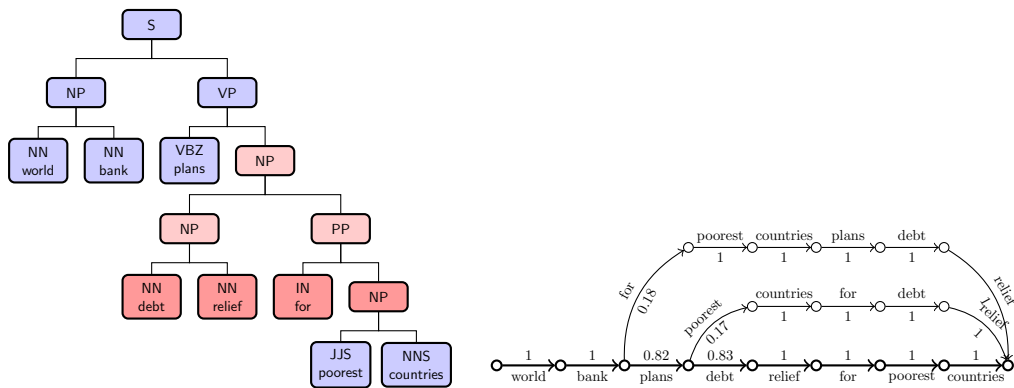 S
NP
VP
NN
world
NN
bank
VBZ
plans
NP
NP
PP
NN
debt
NN
relief
IN
for
NP
JJS
poorest
NNS
countries
poorest countries plans debt
1 1 1 1
for
0.18
relief
1
poorest
0.17
countries for debt
1 1 1
relief
1
1 1 0.82 0.83 1 1 1 1
world bank plans debt relief for poorest countries